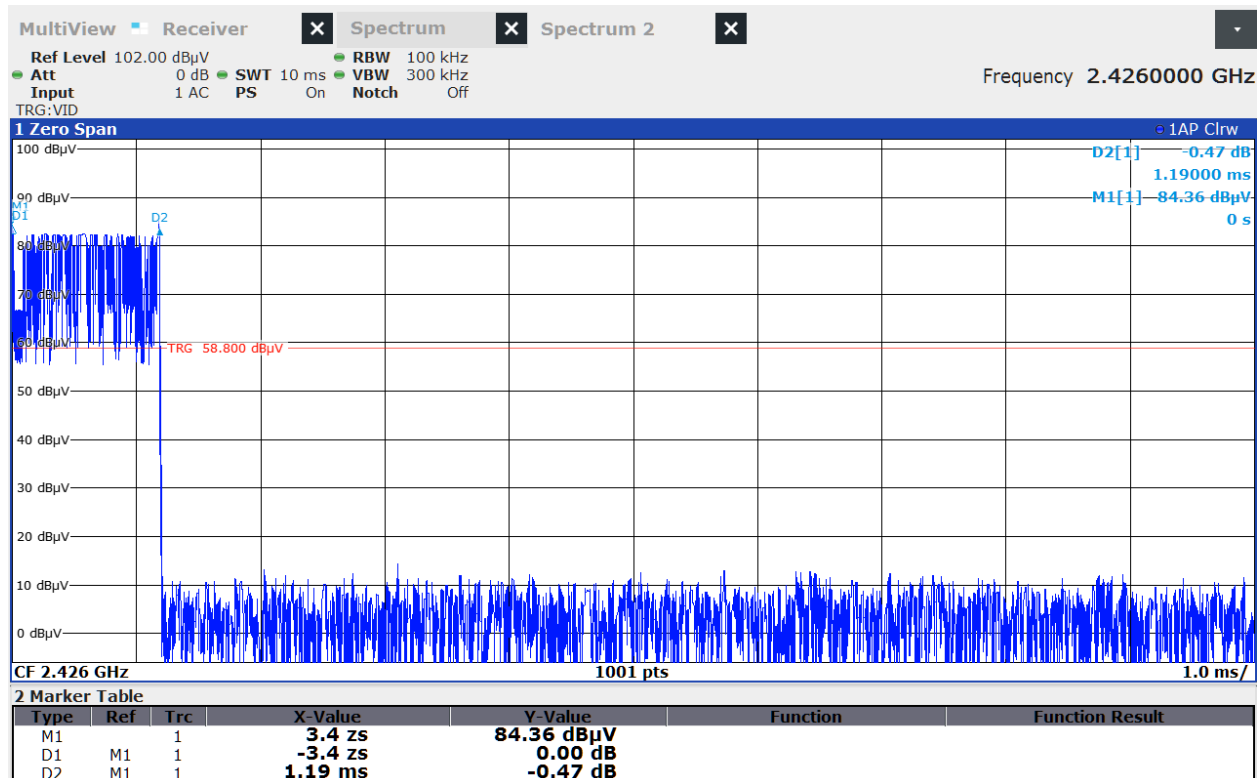 MultiView Receiver Spectrum Spectrum 2
Ref Level 102.00 dBµV RBW 100 kHz
Att 0 dB SWT 10 ms VBW 300 kHz Frequency 2.4260000 GHz
Input 1 AC PS On Notch Off
TRG:VID
1 Zero Span 1AP Clrw
100 dBµV D2[1] -0.47 dB
1.19000 ms
90 dBµV M1[1] 84.36 dBµV
M1
D1 D2 0 s
80 dBµV
70 dBµV
60 dBµV TRG 58.800 dBµV
50 dBµV
40 dBµV
30 dBµV
20 dBµV
10 dBµV
0 dBµV
CF 2.426 GHz 1001 pts 1.0 ms/
2 Marker Table
Type Ref Trc X-Value Y-Value Function Function Result
M1 1 3.4 zs 84.36 dBµV
D1 M1 1 -3.4 zs 0.00 dB
D2 M1 1 1.19 ms -0.47 dB